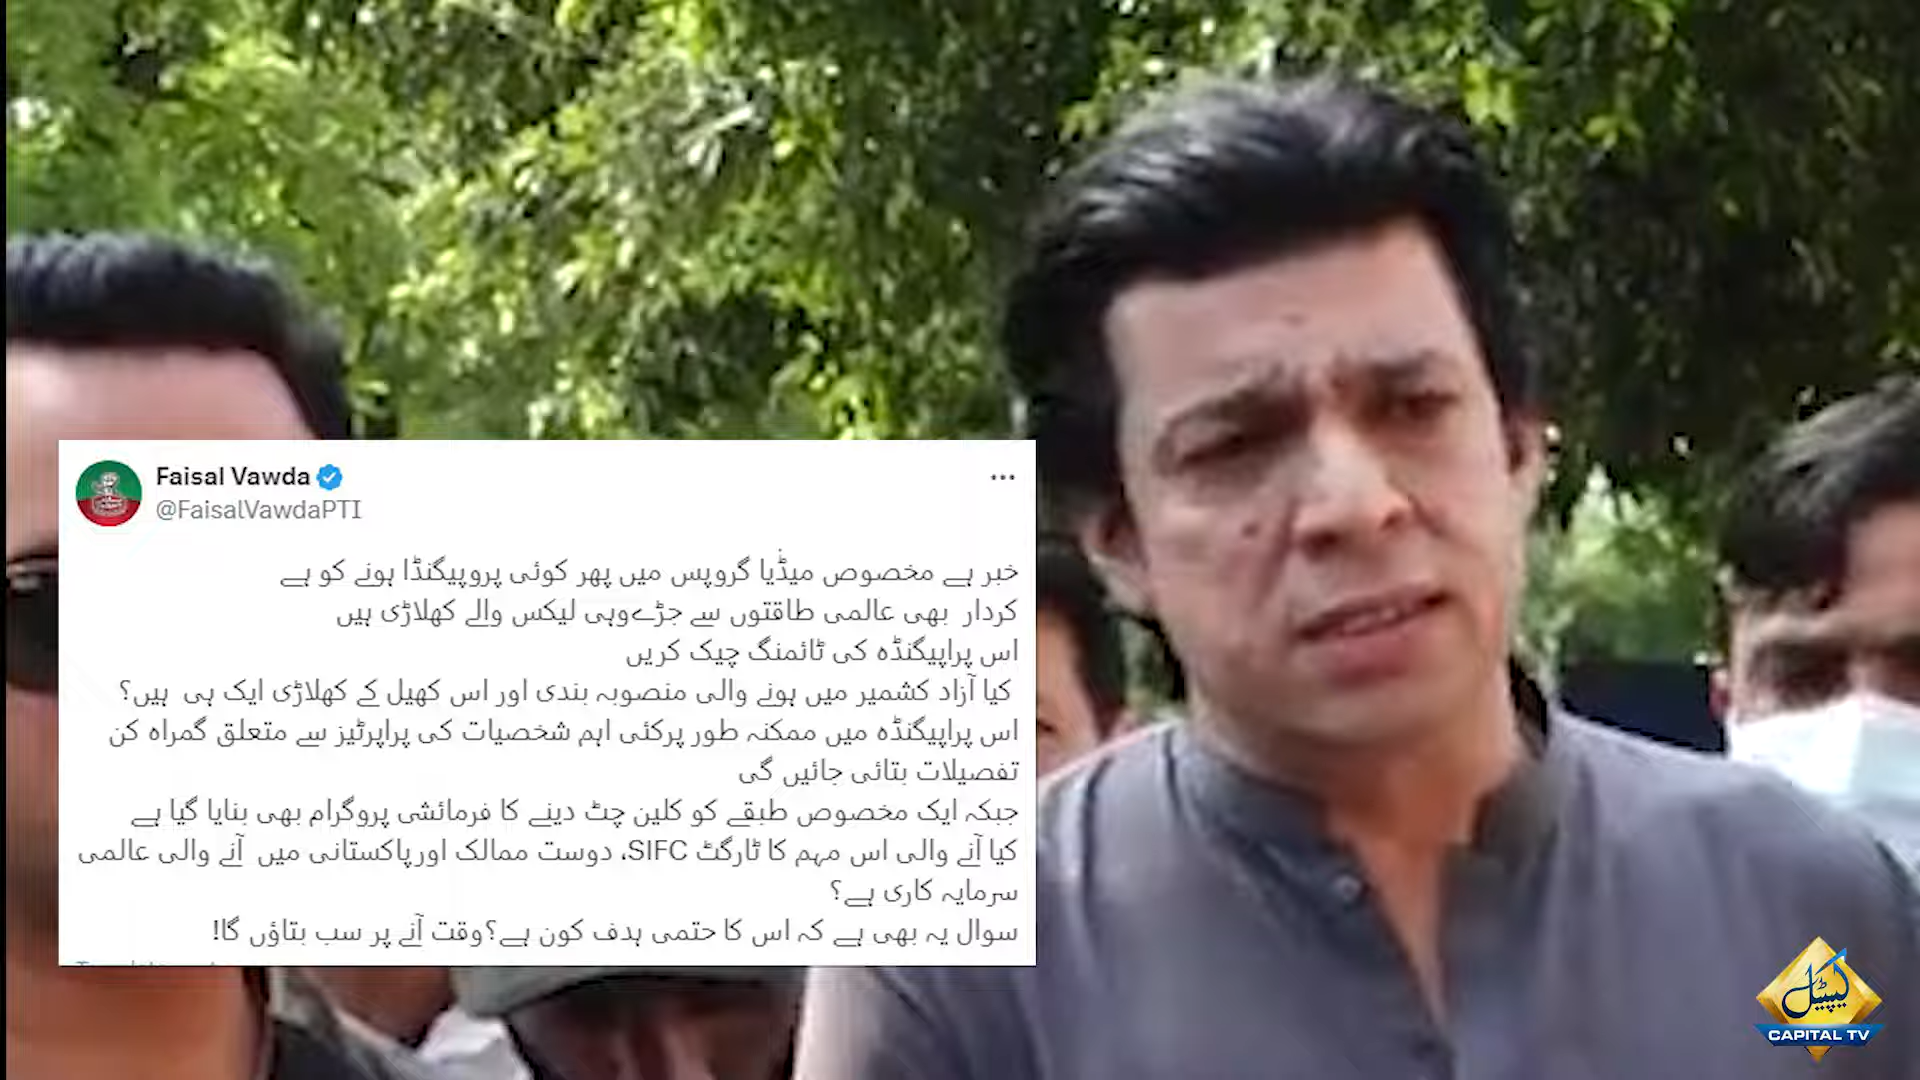 Faisal Vawda
@FaisalVawdaPTI
خبر ہے مخصوص میڈیا گروپس میں پھر کوئی پروپیگنڈا ہونے کو ہے
کردار بھی عالمی طاقتوں سے جڑےوہی لیکس والے کھلاڑی ہیں
اس پراپیگنڈہ کی ٹائمنگ چیک کریں
کیا آزاد کشمیر میں ہونے والی منصوبہ بندی اور اس کھیل کے کھلاڑی ایک ہی ہیں؟
اس پراپیگنڈہ میں ممکنہ طور پرکئی اہم شخصیات کی پراپرٹیز سے متعلق گمراہ کن
تفصیلات بتائی جائیں گی
جبکہ ایک مخصوص طبقے کو کلین چٹ دینے کا فرمائشی پروگرام بھی بنایا گیا ہے
کیا آنے والی اس مہم کا ٹارگٹ SIFC، دوست ممالک اورپاکستانی میں آنے والی عالمی
سرمایہ کاری ہے؟
سوال یہ بھی ہے کہ اس کا حتمی ہدف کون ہے؟وقت آنے پر سب بتاؤں گا!
کیپیٹل
CAPITAL TV